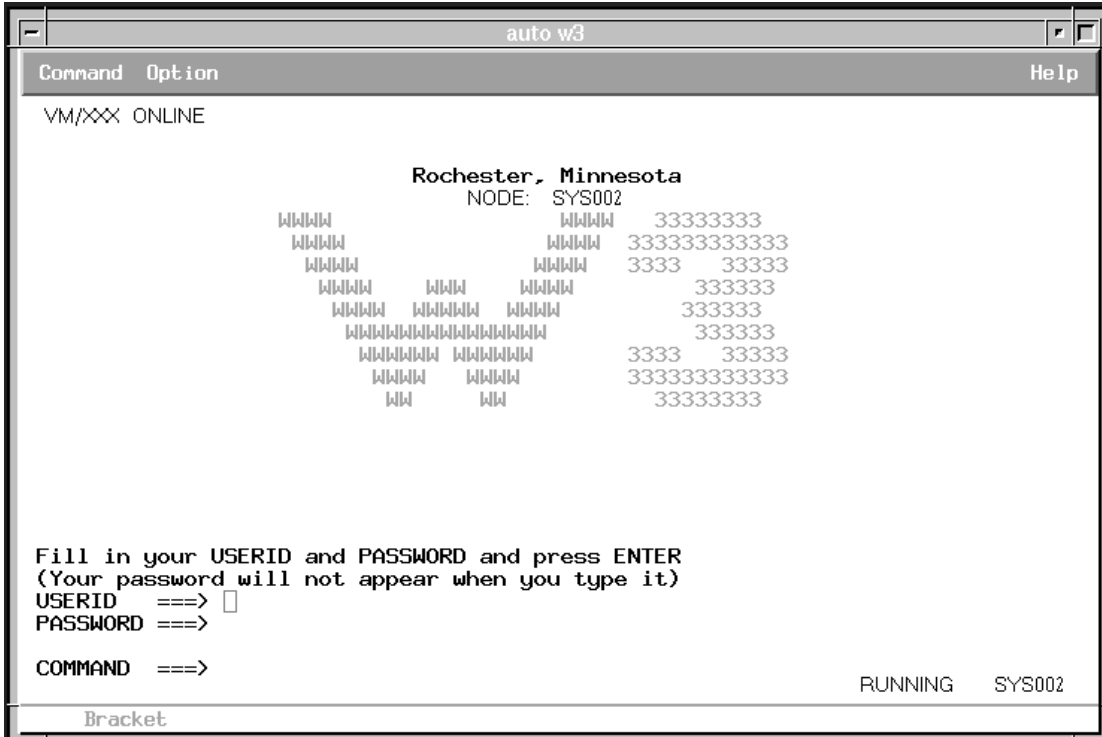 auto w3
Command Option Help
VM/XXX ONLINE
Rochester, Minnesota
NODE: SYS002
WWWW WWWW 33333333
WWWW WWWW 333333333333
WWWW WWWW 3333 33333
WWWW WWW WWWW 333333
WWWW WWWWW WWWW 333333
WWWWWWWWWWWWWWW 333333
WWWWWW WWWWWW 3333 33333
WWWW WWWW 333333333333
WW WW 33333333
Fill in your USERID and PASSWORD and press ENTER
(Your password will not appear when you type it)
USERID ===>
PASSWORD ===>
COMMAND ===>
RUNNING SYS002
Bracket